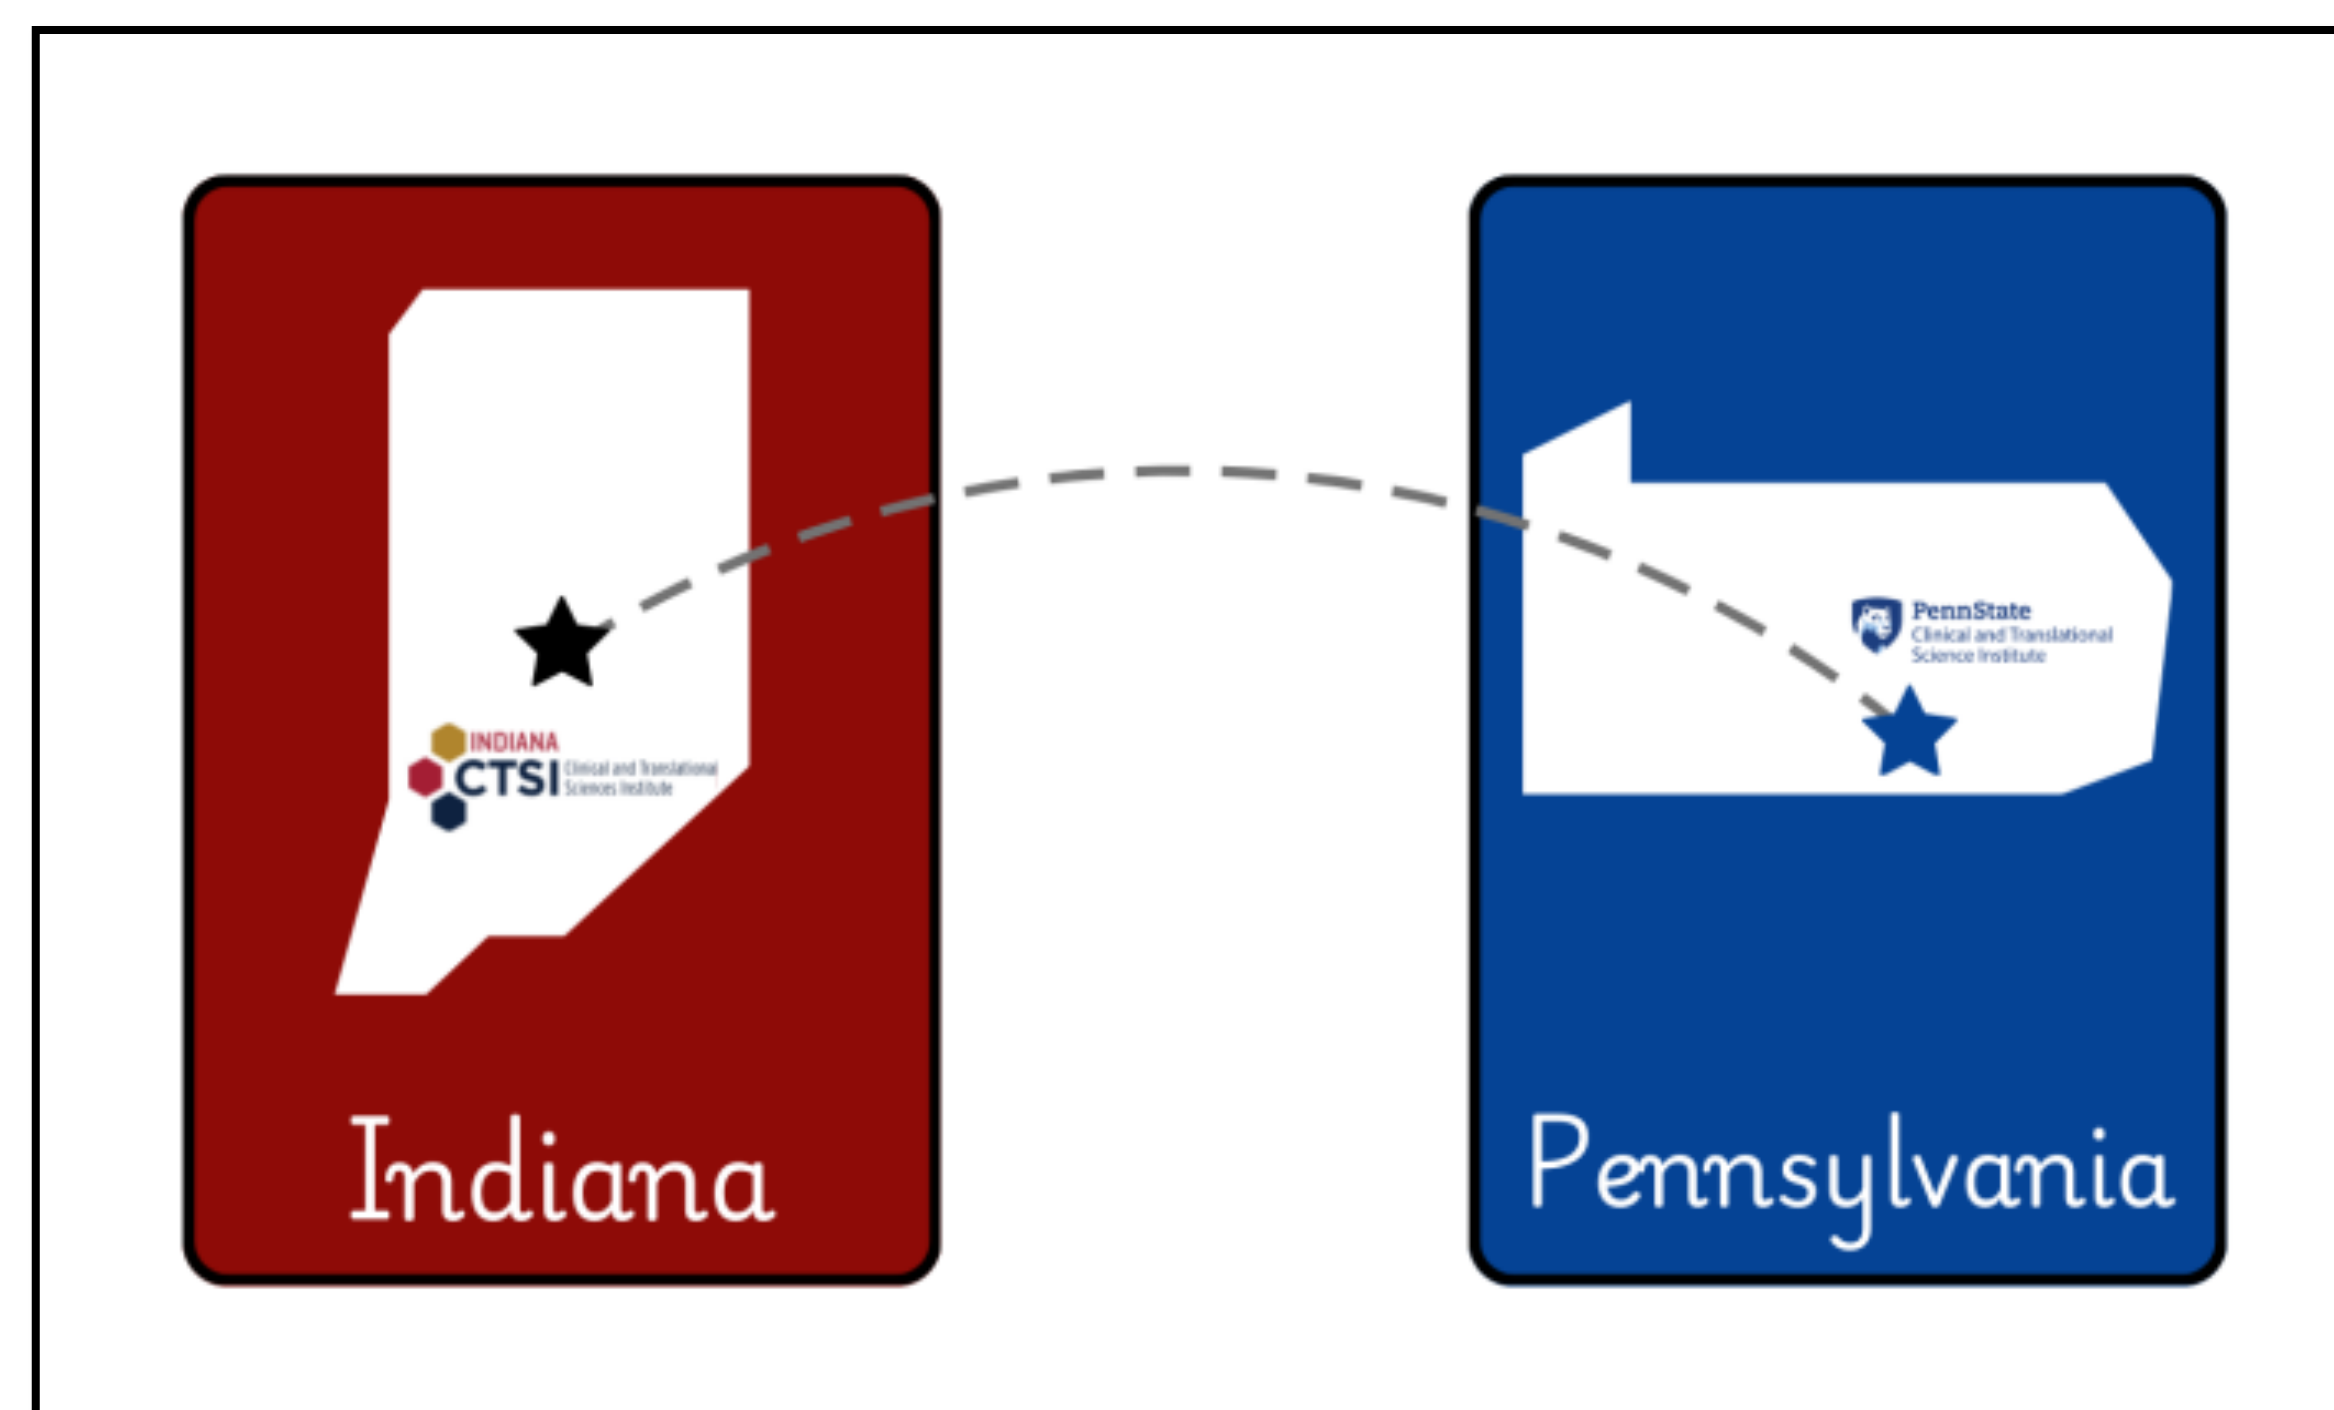 INDIANA
CTSI
Clinical and Translational
Sciences Institute
PennState
Clinical and Translational
Science Institute
Indiana
Pennsylvania